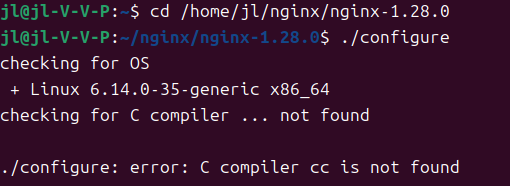 jl@jl-V-V-P:~$ cd /home/jl/nginx/nginx-1.28.0
jl@jl-V-V-P:~/nginx/nginx-1.28.0$ ./configure
checking for OS
 + Linux 6.14.0-35-generic x86_64
checking for C compiler ... not found

./configure: error: C compiler cc is not found